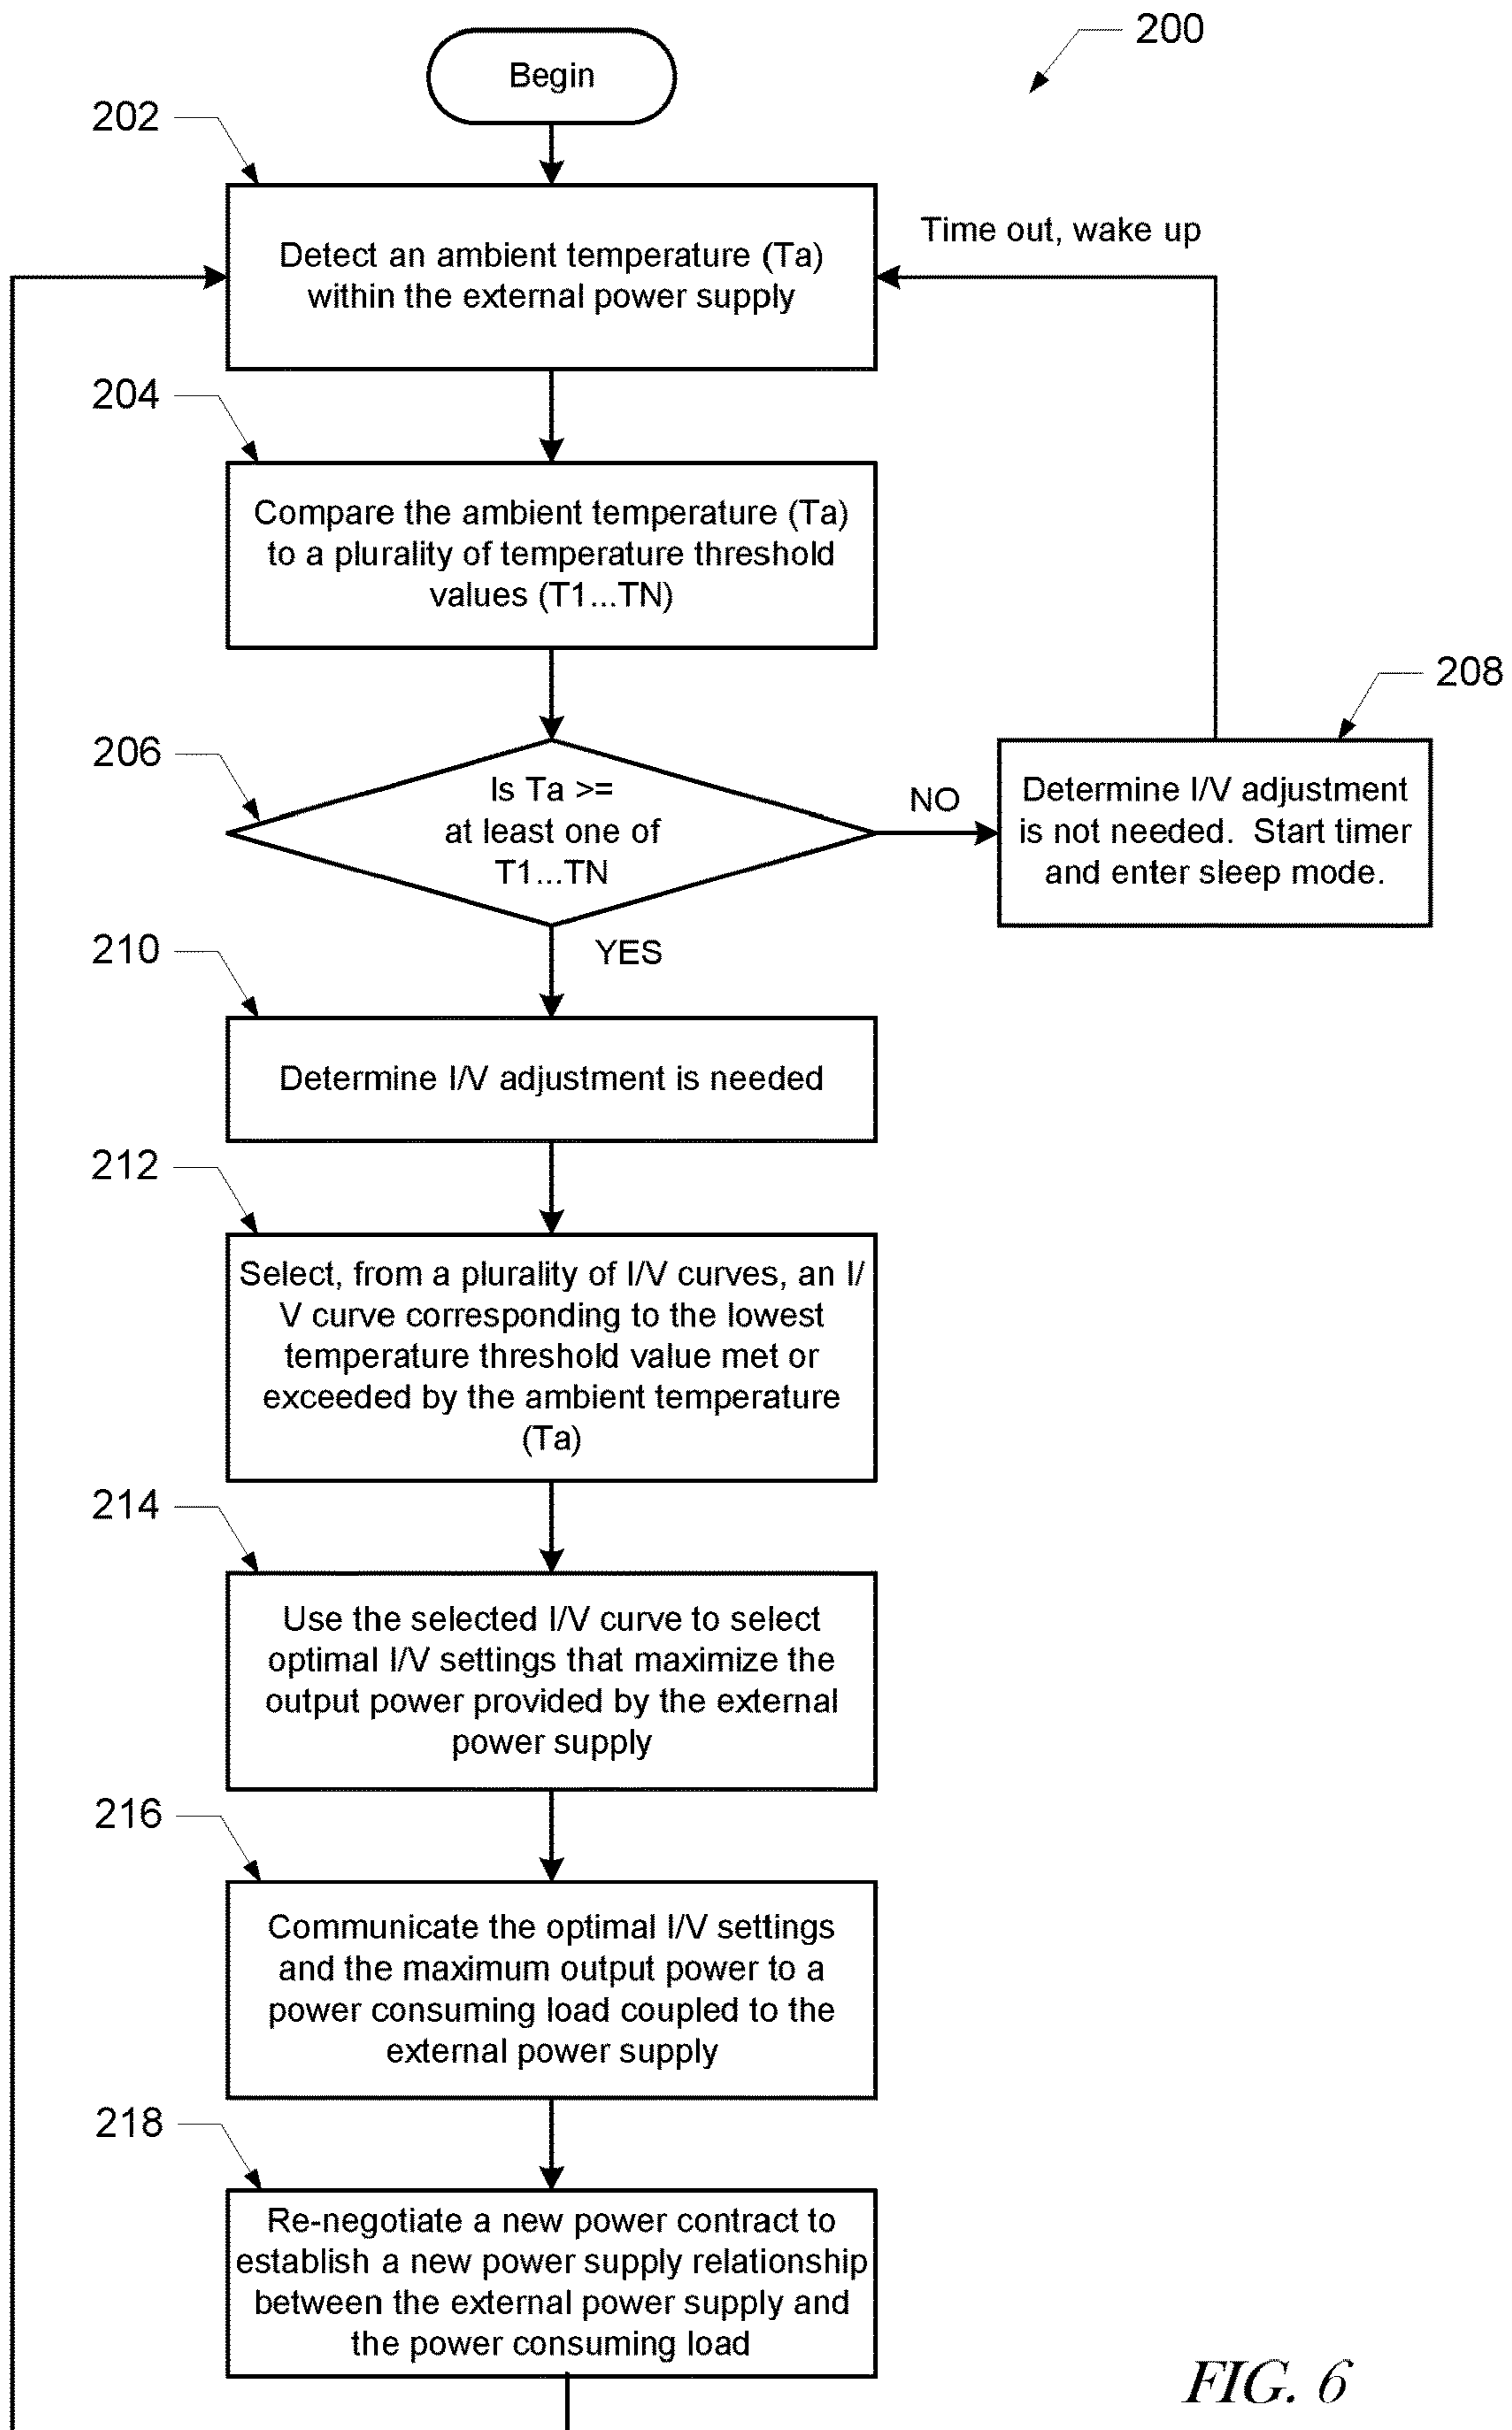 200
Begin
202
Detect an ambient temperature (Ta)
within the external power supply
Time out, wake up
204
Compare the ambient temperature (Ta)
to a plurality of temperature threshold
values (T1...TN)
206
Is Ta >=
at least one of
T1...TN
NO
208
Determine I/V adjustment
is not needed. Start timer
and enter sleep mode.
YES
210
Determine I/V adjustment is needed
212
Select, from a plurality of I/V curves, an I/
V curve corresponding to the lowest
temperature threshold value met or
exceeded by the ambient temperature
(Ta)
214
Use the selected I/V curve to select
optimal I/V settings that maximize the
output power provided by the external
power supply
216
Communicate the optimal I/V settings
and the maximum output power to a
power consuming load coupled to the
external power supply
218
Re-negotiate a new power contract to
establish a new power supply relationship
between the external power supply and
the power consuming load
FIG. 6